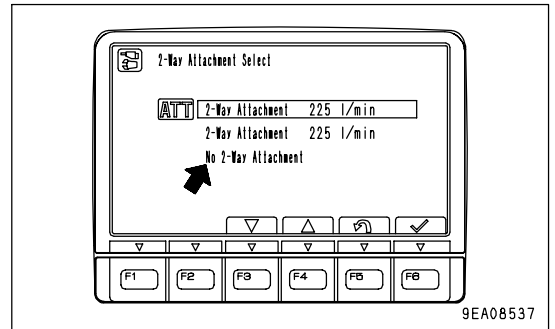 2-Way Attachment Select
ATT 2-Way Attachment 225 l/min
2-Way Attachment 225 l/min
No 2-Way Attachment
F1 F2 F3 F4 F5 F6
9EA08537